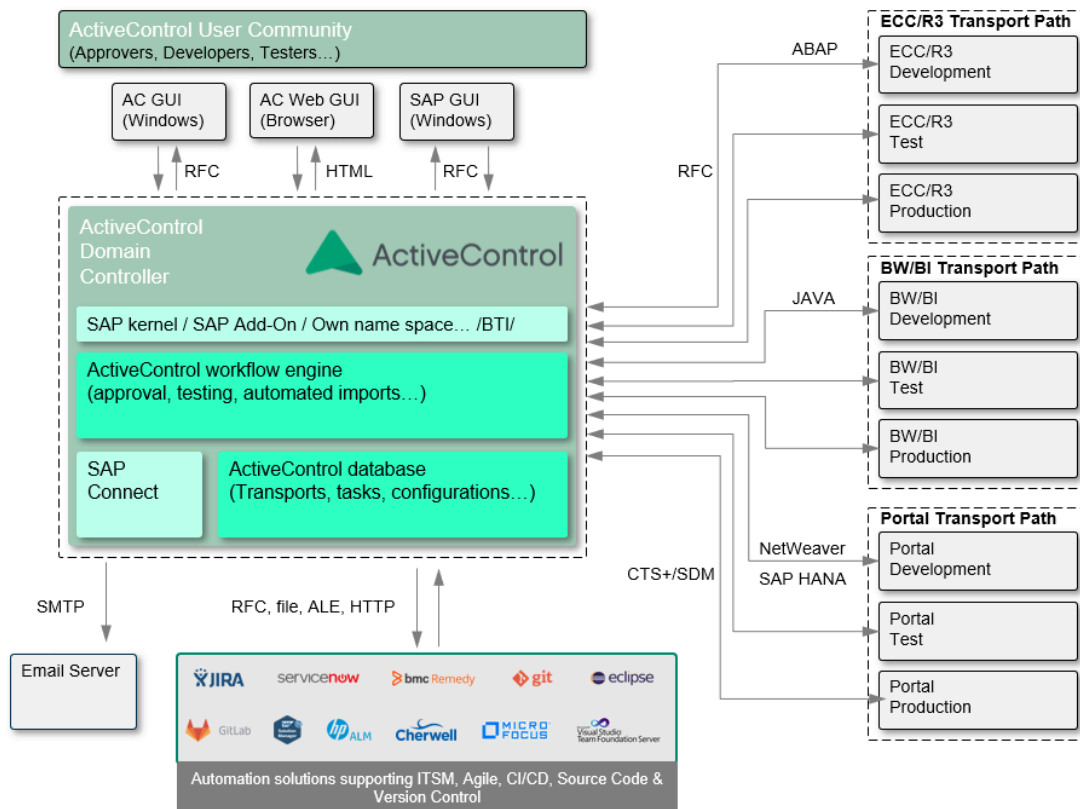 ActiveControl User Community
(Approvers, Developers, Testers…)
AC GUI
(Windows)
AC Web GUI
(Browser)
SAP GUI
(Windows)
RFC
HTML
RFC
ActiveControl
Domain
Controller
ActiveControl
SAP kernel / SAP Add-On / Own name space… /BTI/
ActiveControl workflow engine
(approval, testing, automated imports…)
SAP
Connect
ActiveControl database
(Transports, tasks, configurations…)
SMTP
RFC, file, ALE, HTTP
Email Server
JIRA
servicenow
bmc Remedy
git
eclipse
GitLab
hp ALM
Cherwell
MICRO
FOCUS
Visual Studio
Team Foundation Server
Automation solutions supporting ITSM, Agile, CI/CD, Source Code &
Version Control
ABAP
RFC
JAVA
NetWeaver
CTS+/SDM
SAP HANA
ECC/R3 Transport Path
ECC/R3
Development
ECC/R3
Test
ECC/R3
Production
BW/BI Transport Path
BW/BI
Development
BW/BI
Test
BW/BI
Production
Portal Transport Path
Portal
Development
Portal
Test
Portal
Production